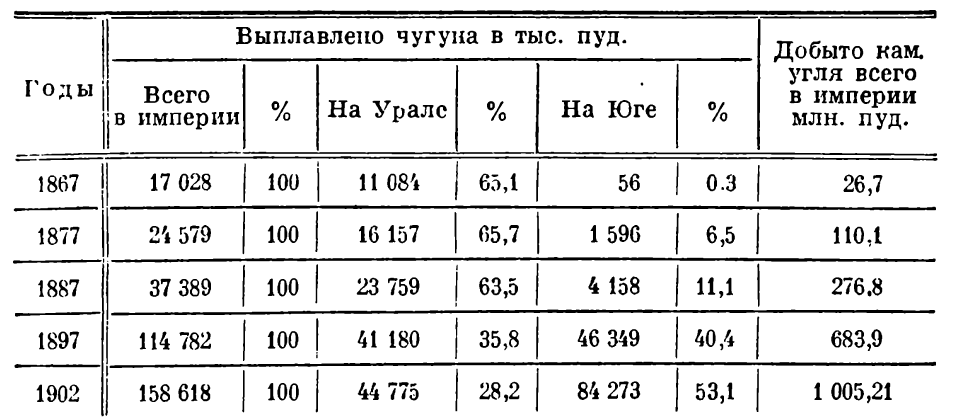 Годы
Выплавлено чугуна в тыс. пуд.
Добыто кам.
угля всего
в империи
млн. пуд.
Всего
в империи
%
На Урале
%
На Юге
%
1867 17 028 100 11 084 65,1 56 0.3 26,7
1877 24 579 100 16 157 65,7 1 596 6,5 110,1
1887 37 389 100 23 759 63,5 4 158 11,1 276,8
1897 114 782 100 41 180 35,8 46 349 40,4 683,9
1902 158 618 100 44 775 28,2 84 273 53,1 1 005,21